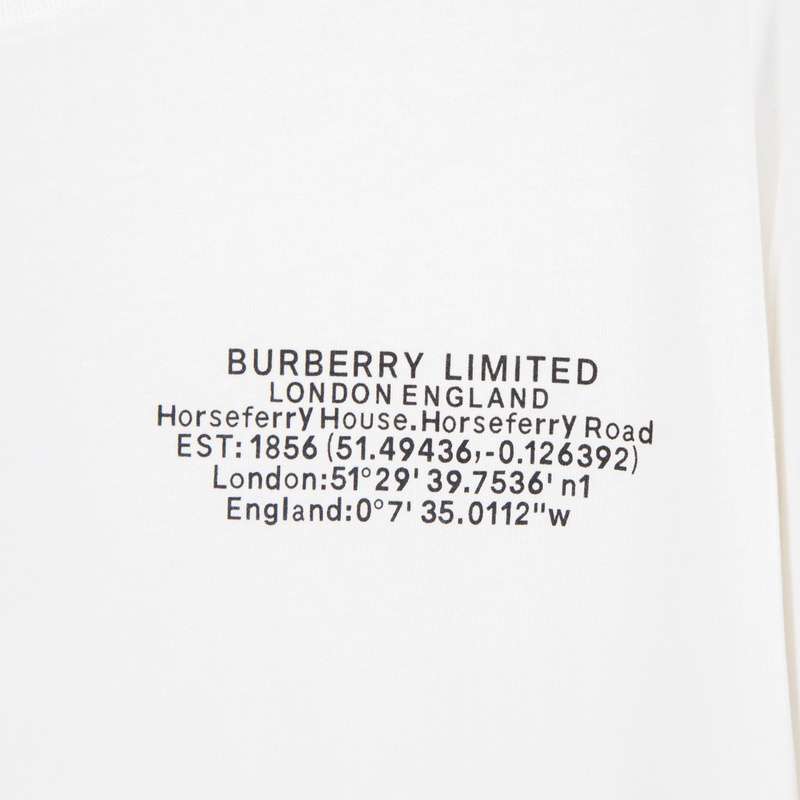 BURBERRY LIMITED
LONDON ENGLAND
Horseferry House.Horseferry Road
EST: 1856 (51.49436,-0.126392)
London:51°29' 39.7536' n1
England:0°7' 35.0112"w